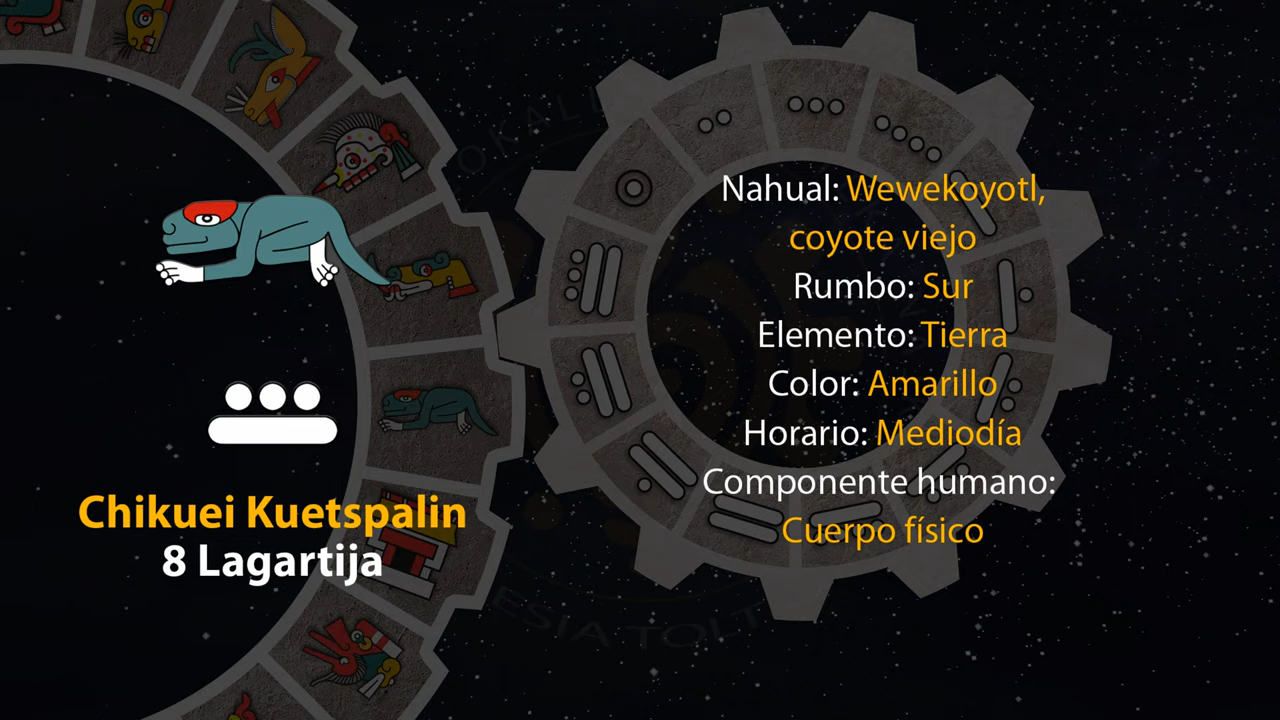 Nahual: Wewekoyotl,
coyote viejo
Rumbo: Sur
Elemento: Tierra
Color: Amarillo
Horario: Mediodía
Componente humano:
Cuerpo físico
Chikuei Kuetspalin
8 Lagartija